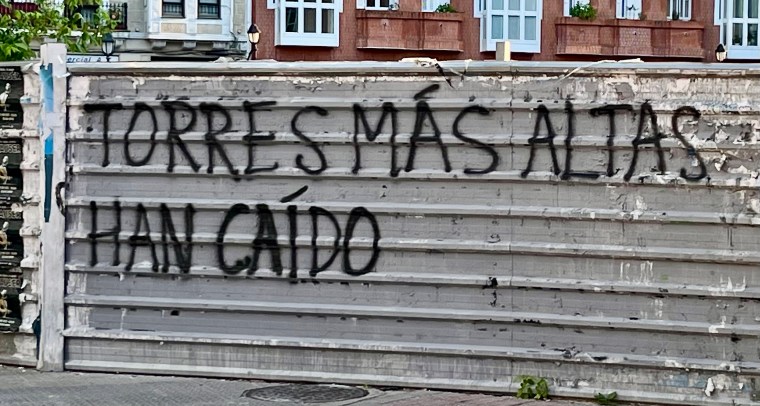 TORRES MÁS ALTAS
HAN CAÍDO